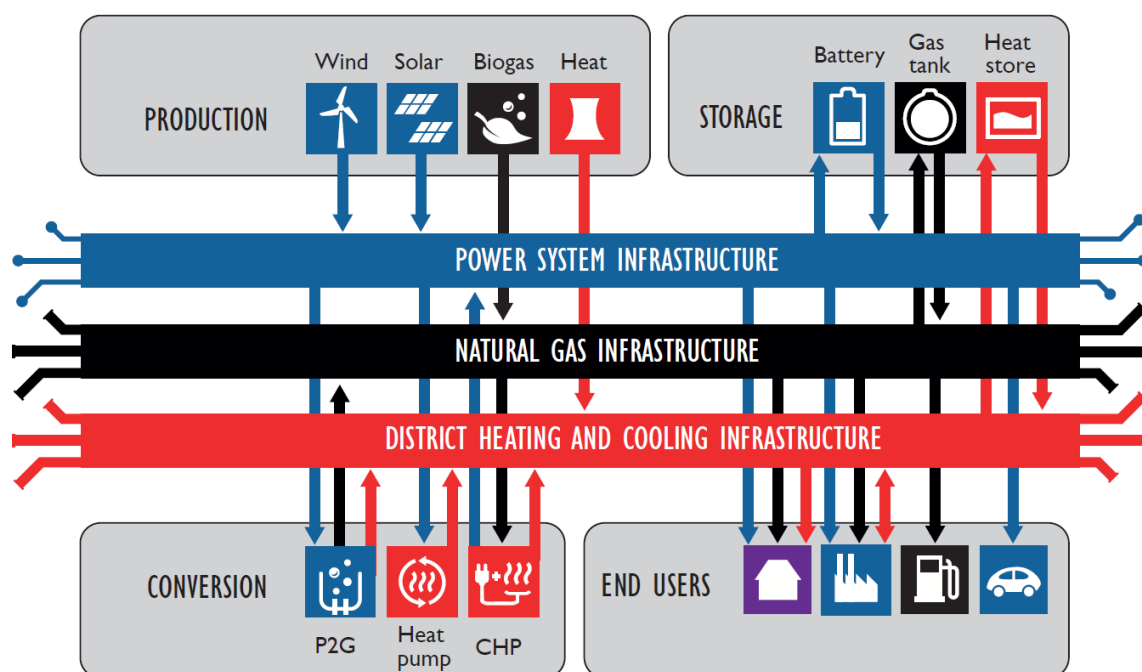 Wind Solar Biogas Heat
PRODUCTION
Battery Gas tank Heat store
STORAGE
POWER SYSTEM INFRASTRUCTURE
NATURAL GAS INFRASTRUCTURE
DISTRICT HEATING AND COOLING INFRASTRUCTURE
CONVERSION
P2G Heat pump CHP
END USERS